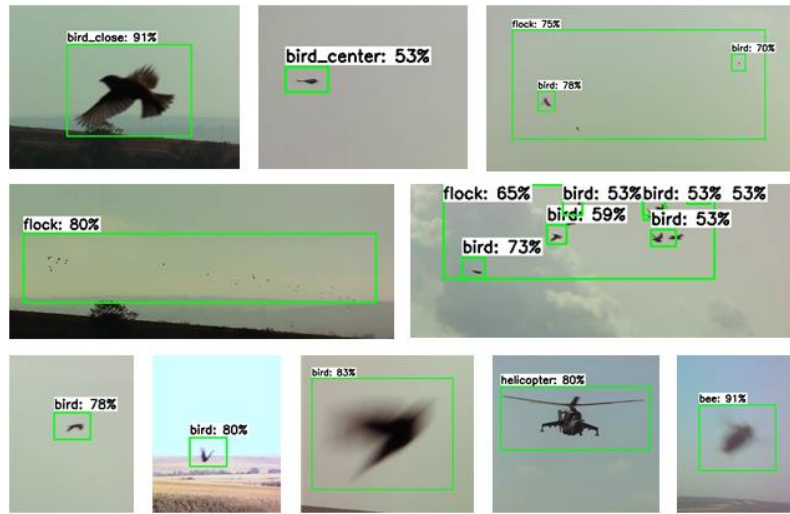 bird_close: 91%
bird_center: 53%
flock: 75%
bird: 70%
bird: 78%
flock: 80%
flock: 65%
bird: 53%
bird: 53%
53%
bird: 59%
bird: 53%
bird: 73%
bird: 78%
bird: 80%
bird: 83%
helicopter: 80%
bee: 91%